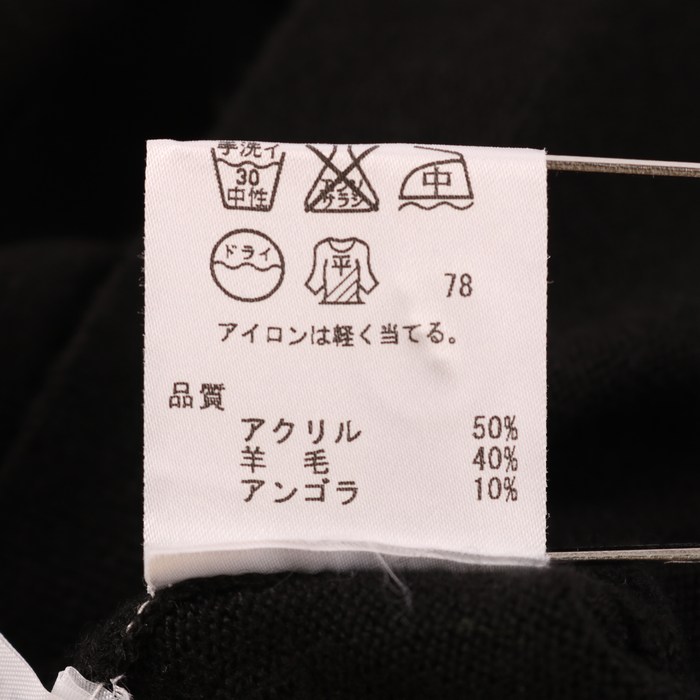 手洗イ
30
中性
エンソ
サラシ
中
ドライ
平
78
アイロンは軽く当てる。
品質
アクリル 50%
羊 毛 40%
アンゴラ 10%